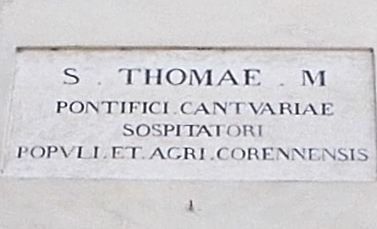 S . THOMAE . M
PONTIFICI . CANTVARIAE
SOSPITATORI
POPVLI . ET . AGRI . CORENNENSIS